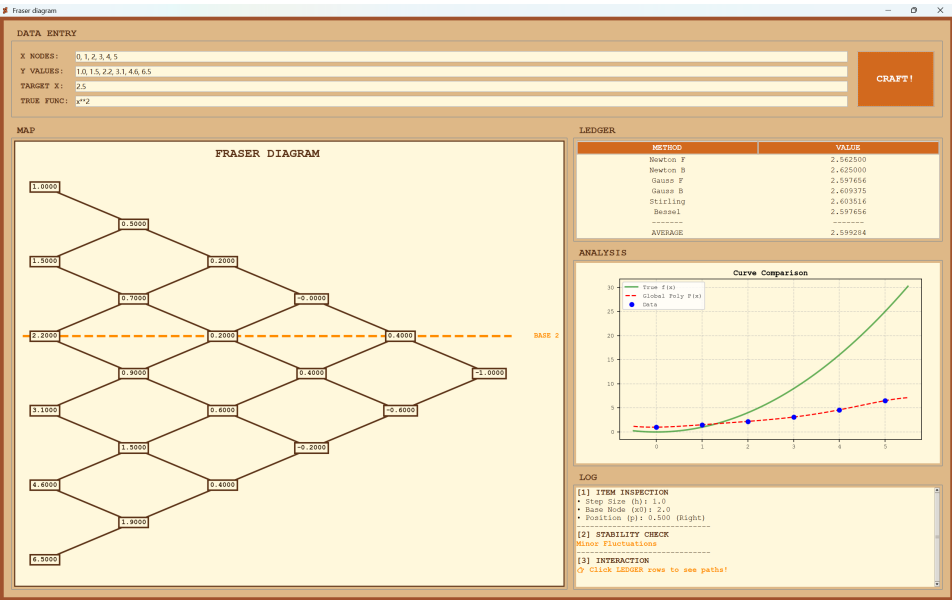 Fraser diagram
DATA ENTRY
X NODES: 0, 1, 2, 3, 4, 5
Y VALUES: 1.0, 1.5, 2.2, 3.1, 4.6, 6.5
TARGET X: 2.5
TRUE FUNC: x**2
CRAFT!
MAP
FRASER DIAGRAM
1.0000
0.5000
1.5000 0.2000
0.7000 -0.0000
2.2000 0.2000 0.4000 BASE 2
0.9000 0.4000 -1.0000
3.1000 0.6000 -0.6000
1.5000 -0.2000
4.6000 0.4000
1.9000
6.5000
LEDGER
METHOD VALUE
Newton F 2.562500
Newton B 2.625000
Gauss F 2.597656
Gauss B 2.609375
Stirling 2.603516
Bessel 2.597656
------- -------
AVERAGE 2.599284
ANALYSIS
Curve Comparison
True f(x)
Global Poly P(x)
Data
30
25
20
15
10
5
0
0 1 2 3 4 5
LOG
[1] ITEM INSPECTION
• Step Size (h): 1.0
• Base Node (x0): 2.0
• Position (p): 0.500 (Right)
------------------------------
[2] STABILITY CHECK
Minor Fluctuations
------------------------------
[3] INTERACTION
👉 Click LEDGER rows to see paths!